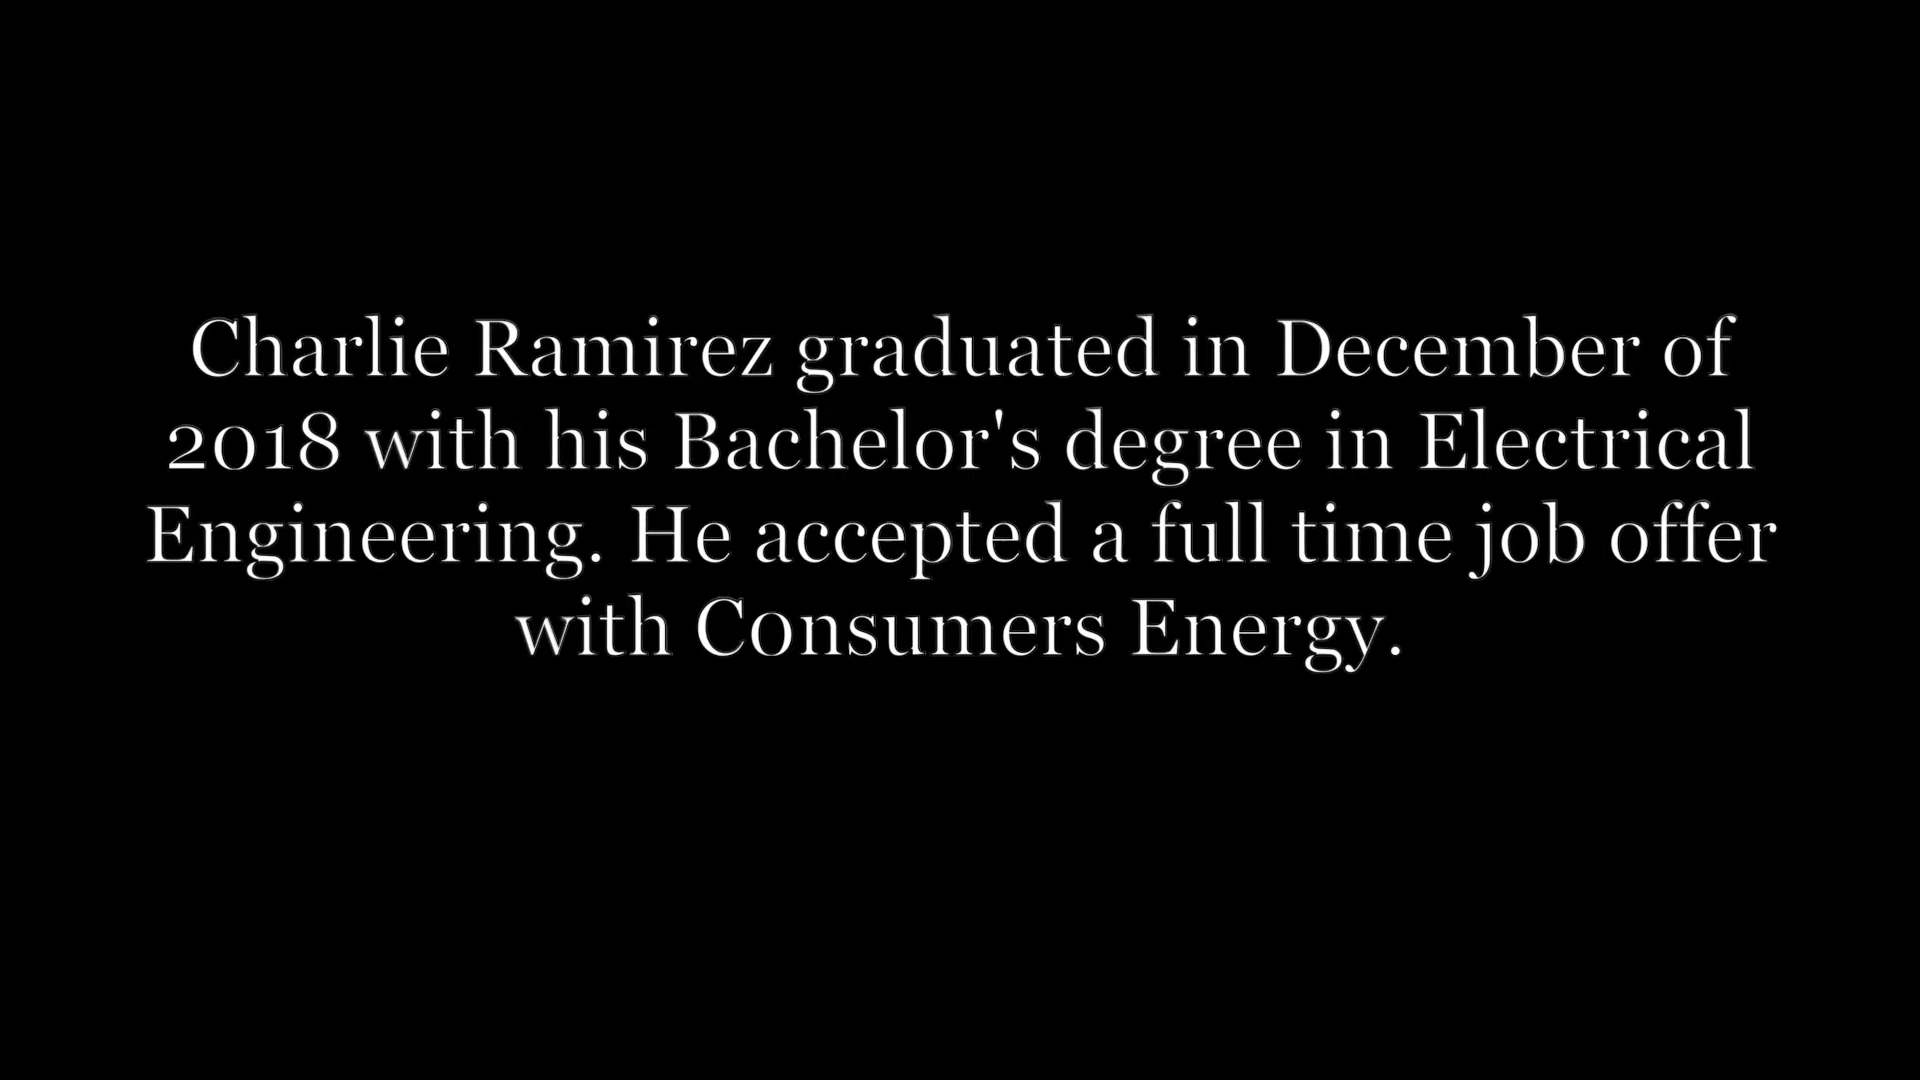 Charlie Ramirez graduated in December of
2018 with his Bachelor's degree in Electrical
Engineering. He accepted a full time job offer
with Consumers Energy.